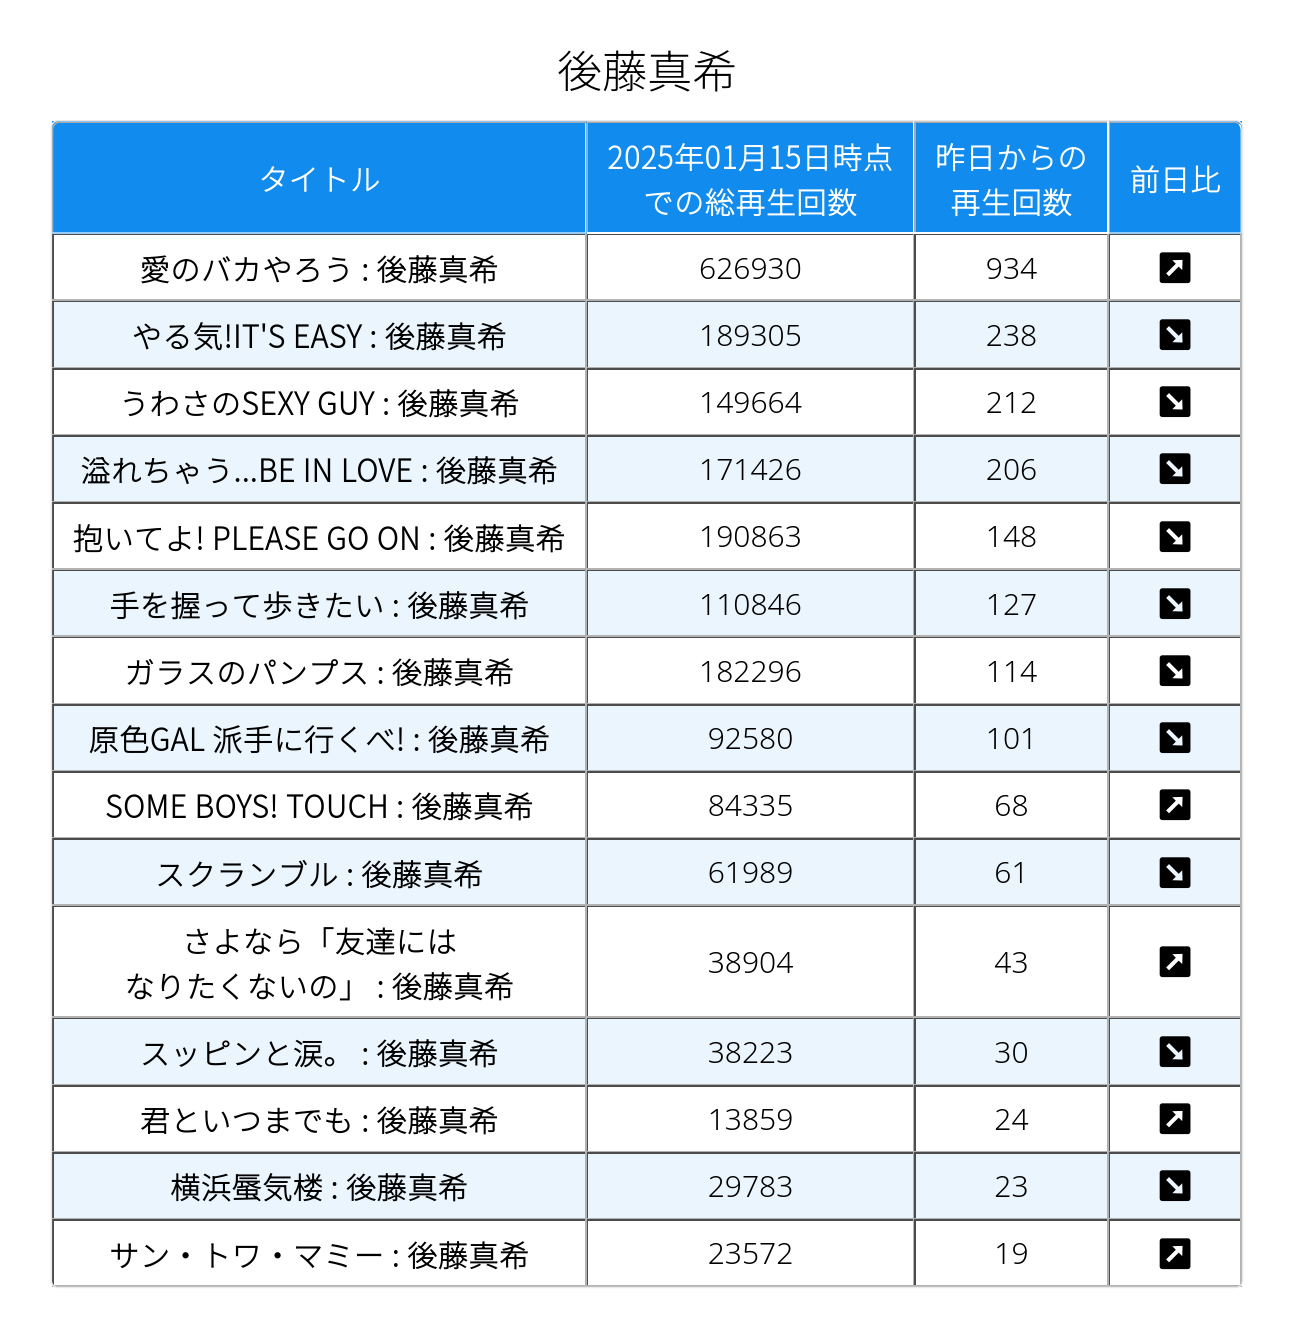 後藤真希
タイトル
2025年01月15日時点
での総再生回数
昨日からの
再生回数
前日比
愛のバカやろう : 後藤真希 626930 934
やる気!IT'S EASY : 後藤真希 189305 238
うわさのSEXY GUY : 後藤真希 149664 212
溢れちゃう...BE IN LOVE : 後藤真希 171426 206
抱いてよ! PLEASE GO ON : 後藤真希 190863 148
手を握って歩きたい : 後藤真希 110846 127
ガラスのパンプス : 後藤真希 182296 114
原色GAL 派手に行くべ! : 後藤真希 92580 101
SOME BOYS! TOUCH : 後藤真希 84335 68
スクランブル : 後藤真希 61989 61
さよなら「友達には
なりたくないの」 : 後藤真希 38904 43
スッピンと涙。 : 後藤真希 38223 30
君といつまでも : 後藤真希 13859 24
横浜蜃気楼 : 後藤真希 29783 23
サン・トワ・マミー : 後藤真希 23572 19